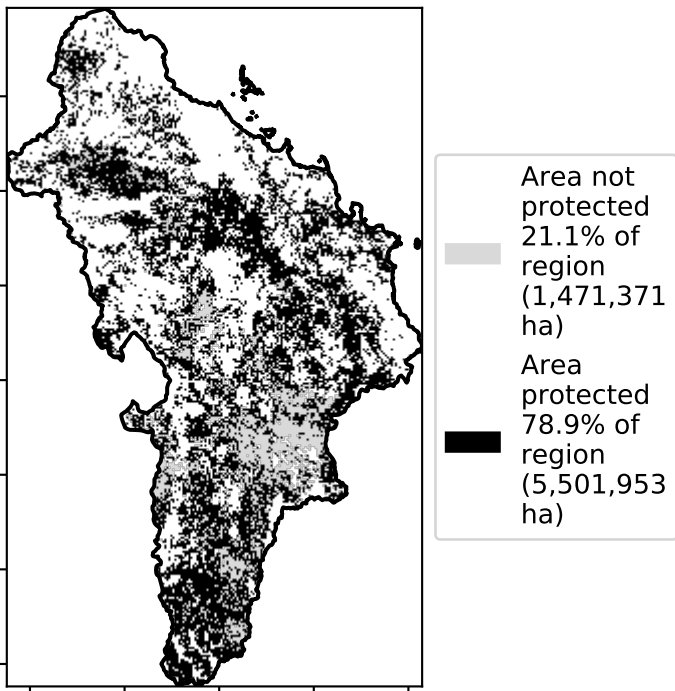 Area not
protected
21.1% of
region
(1,471,371
ha)
Area
protected
78.9% of
region
(5,501,953
ha)